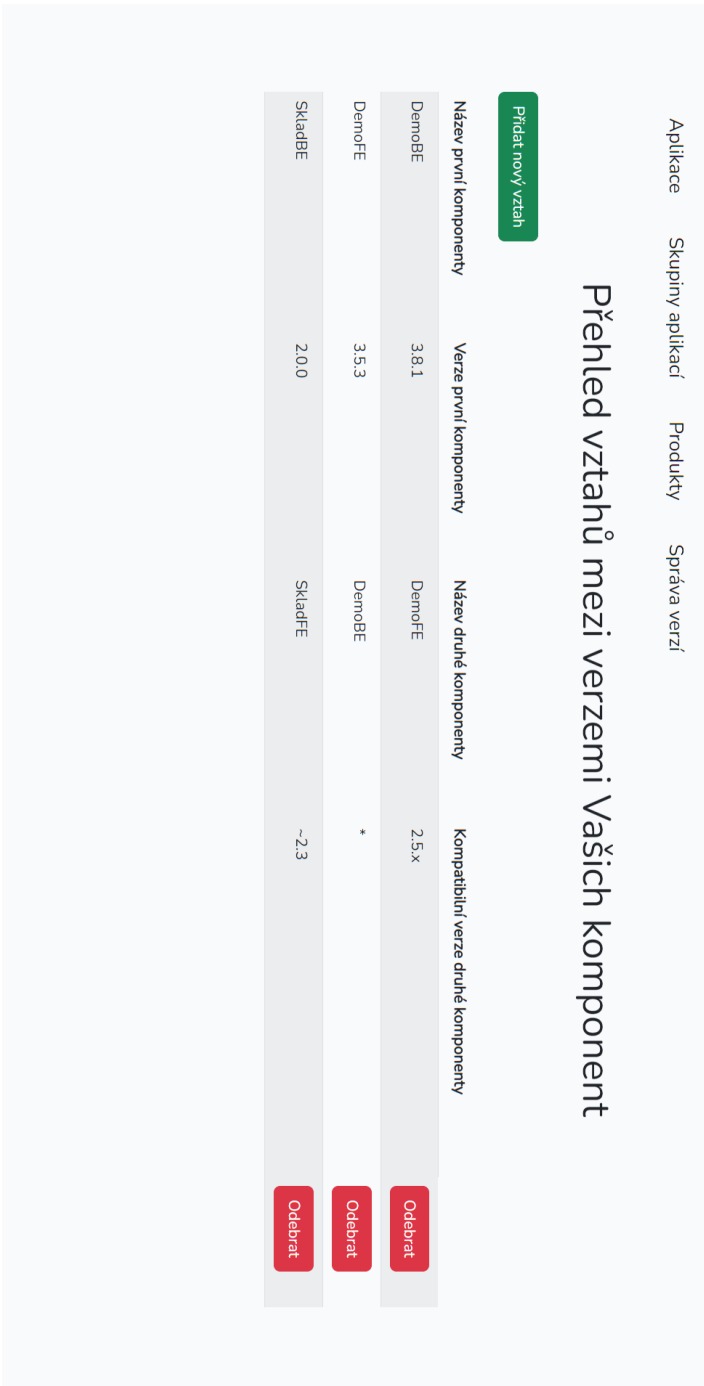 Aplikace Skupiny aplikací Produkty Správa verzí
Přehled vztahů mezi verzemi Vašich komponent
Přidat nový vztah
Název první komponenty Verze první komponenty Název druhé komponenty Kompatibilní verze druhé komponenty
DemoBE 3.8.1 DemoFE 2.5.x Odebrat
DemoFE 3.5.3 DemoBE * Odebrat
SkladBE 2.0.0 SkladFE ~2.3 Odebrat